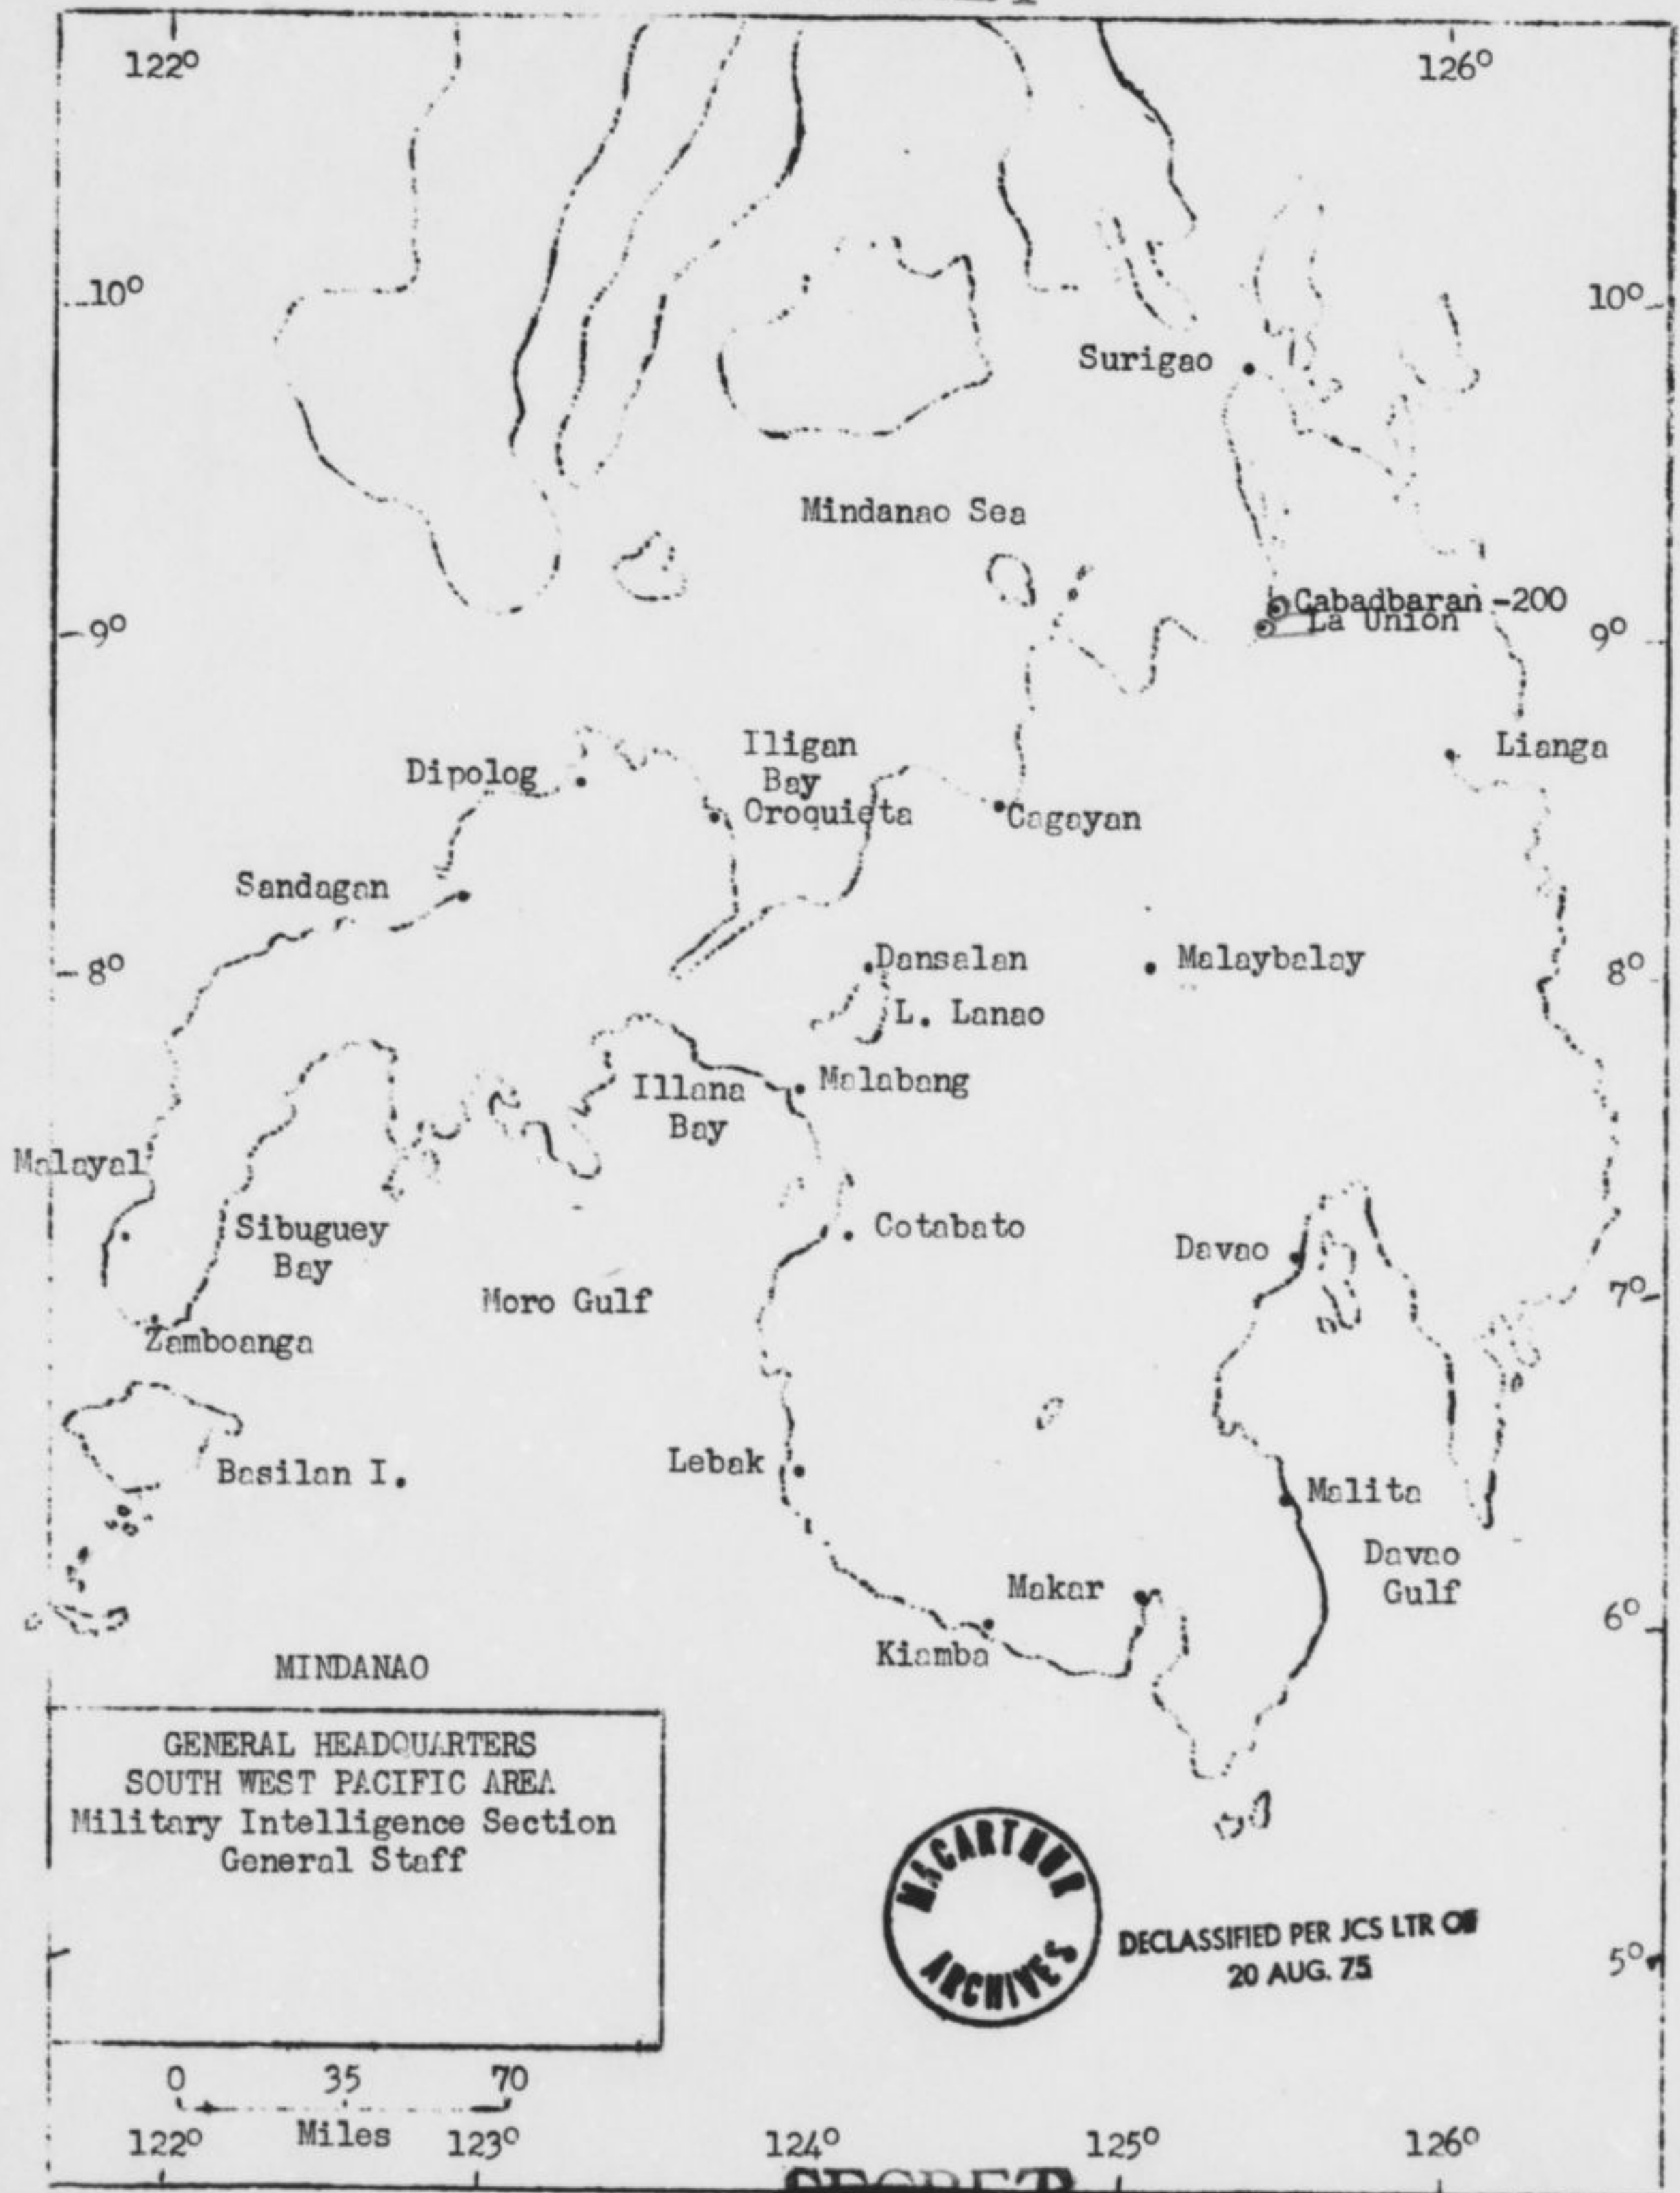 122°
126°
10°
10°
Surigao
Mindanao Sea
Cabadbaran -200
La Union
9°
9°
Iligan
Bay
Lianga
Dipolog
Oroquieta
Cagayan
Sandagan
8°
Dansalan
Malaybalay
8°
L. Lanao
Illana
Bay
Malabang
Malayal
Sibuguey
Bay
Cotabato
Davao
Moro Gulf
7°
Zamboanga
Basilan I.
Lebak
Malita
Davao
Gulf
Makar
6°
Kiamba
MINDANAO
GENERAL HEADQUARTERS
SOUTH WEST PACIFIC AREA
Military Intelligence Section
General Staff
MACARTHUR
ARCHIVES
DECLASSIFIED PER JCS LTR OF
20 AUG. 75
5°
0 35 70
Miles
122° 123° 124° 125° 126°
SECRET